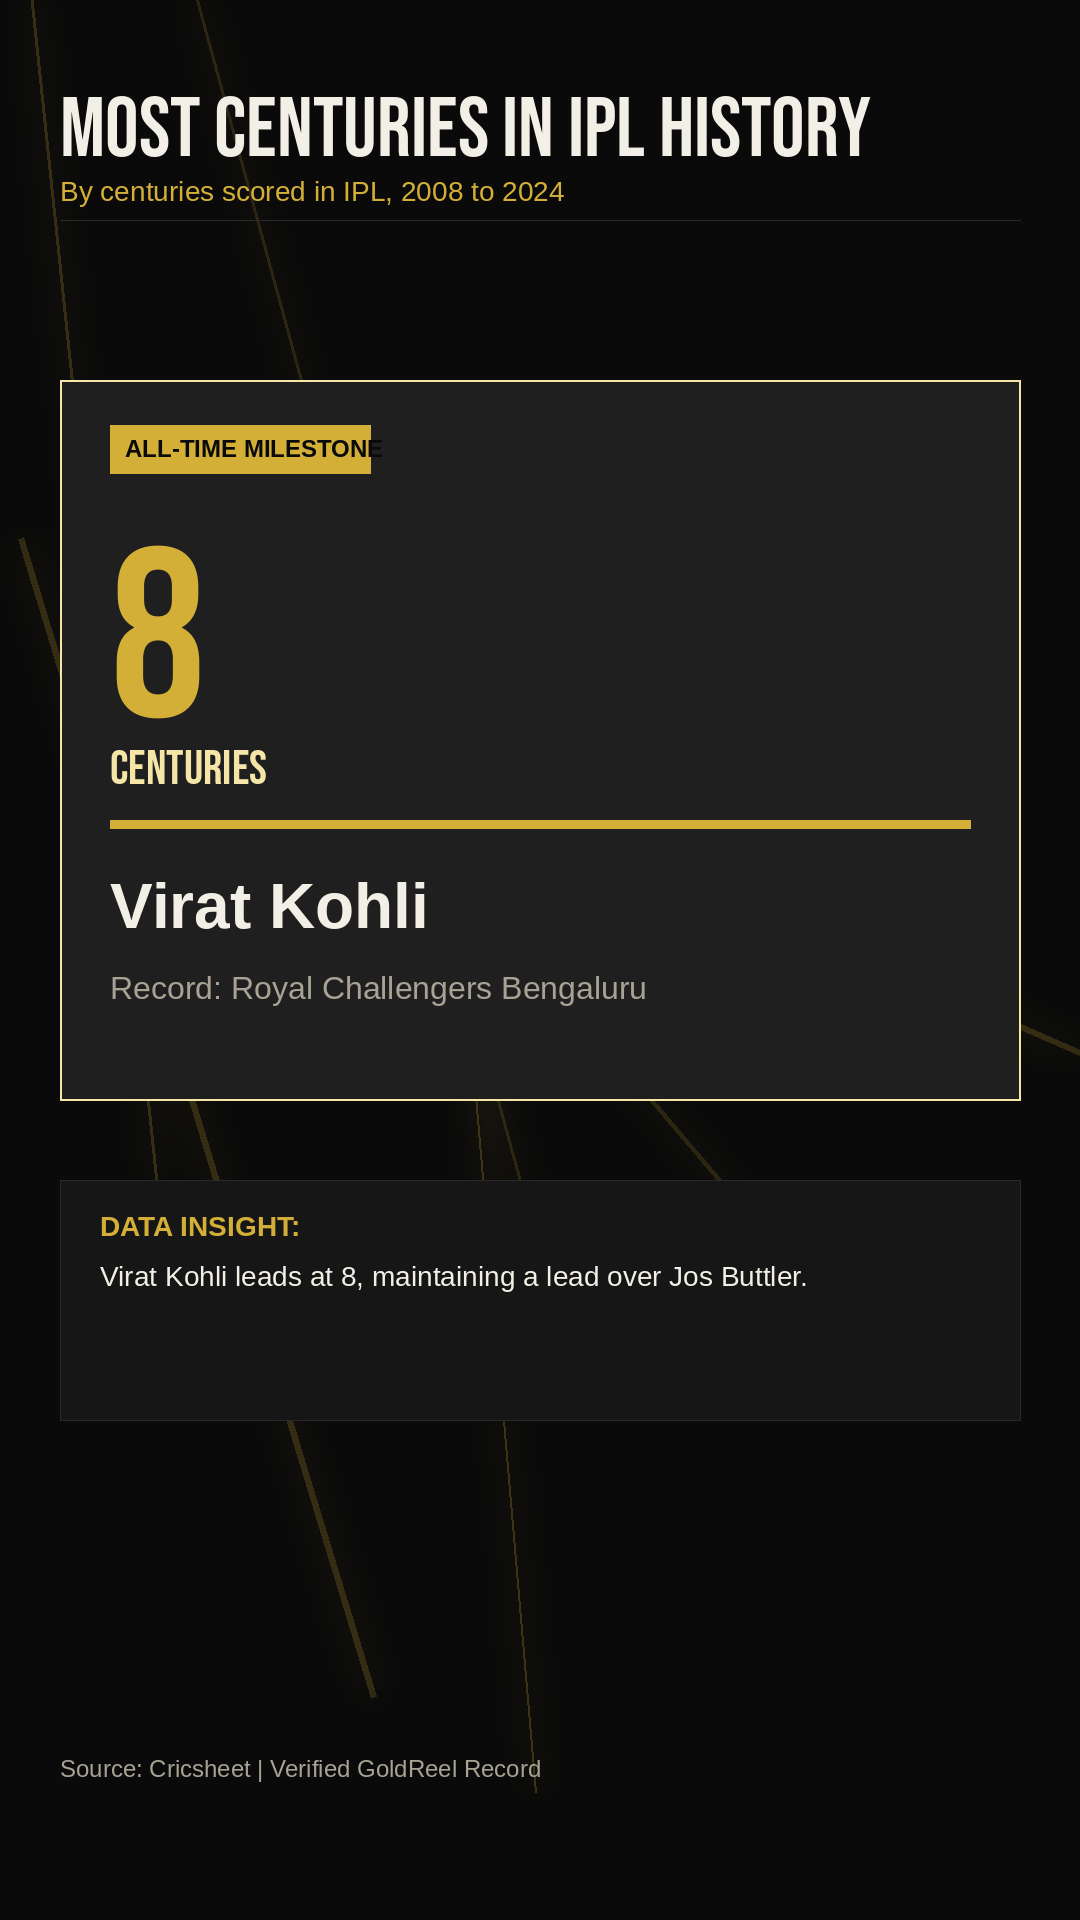 MOST CENTURIES IN IPL HISTORY
By centuries scored in IPL, 2008 to 2024
ALL-TIME MILESTONE
8
CENTURIES
Virat Kohli
Record: Royal Challengers Bengaluru
DATA INSIGHT:
Virat Kohli leads at 8, maintaining a lead over Jos Buttler.
Source: Cricsheet | Verified GoldReel Record